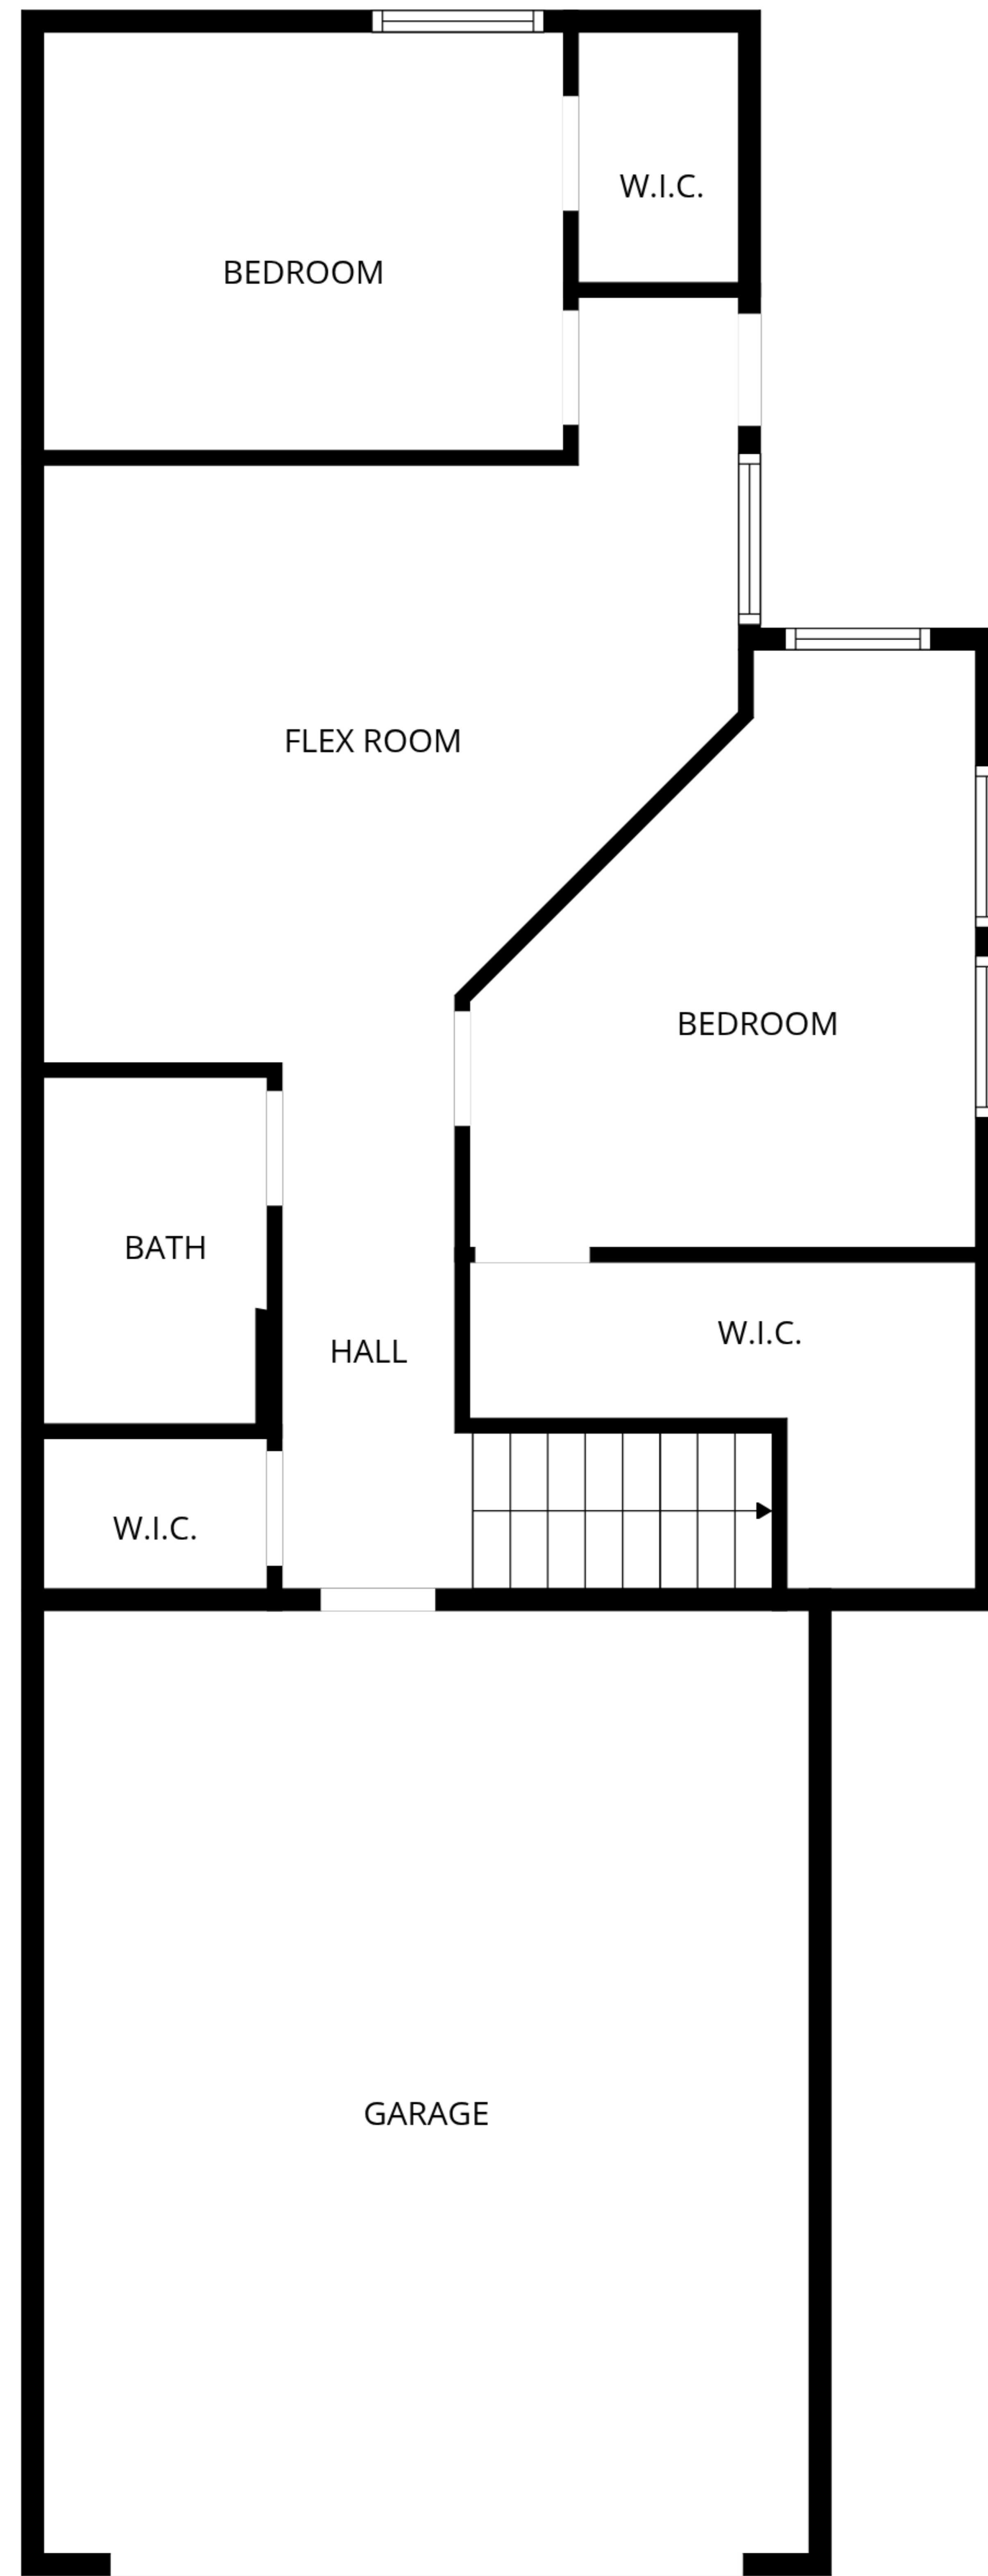 W.I.C.
BEDROOM
FLEX ROOM
BEDROOM
BATH
W.I.C.
HALL
W.I.C.
GARAGE